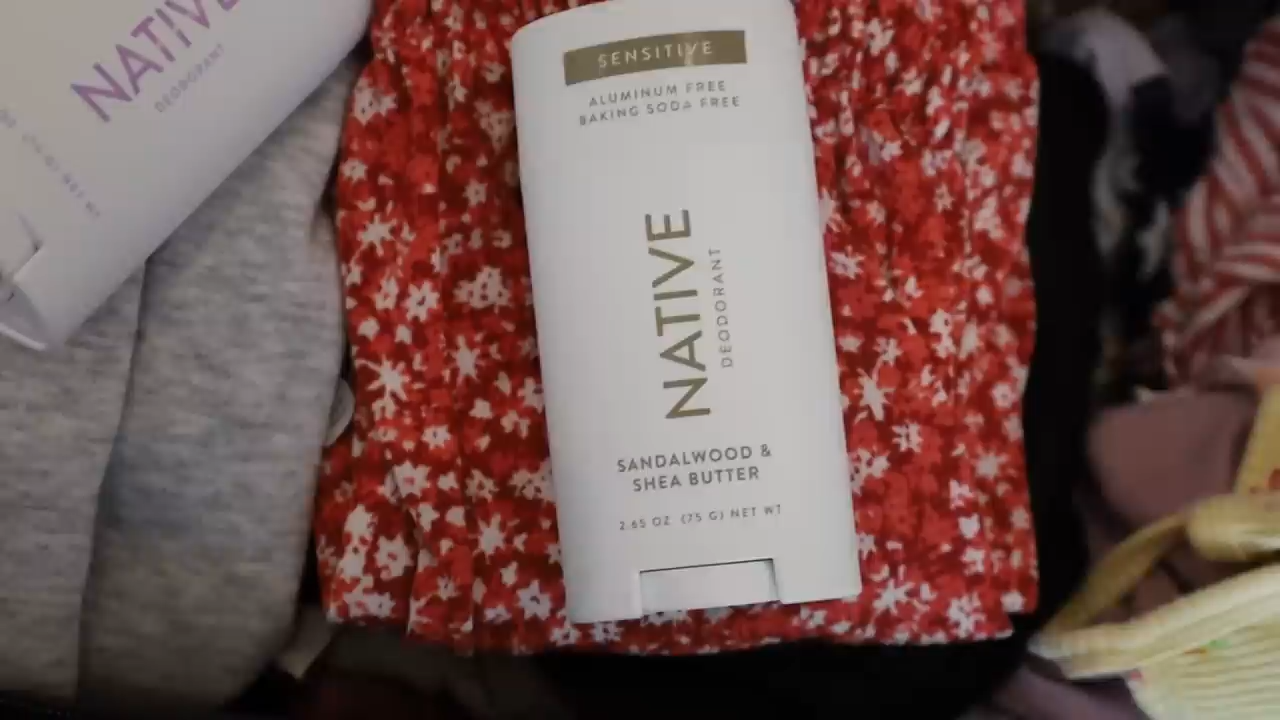 NATIVE
DEODORANT
SENSITIVE
ALUMINUM FREE
BAKING SODA FREE
NATIVE
DEODORANT
SANDALWOOD &
SHEA BUTTER
2.65 OZ (75 G) NET WT